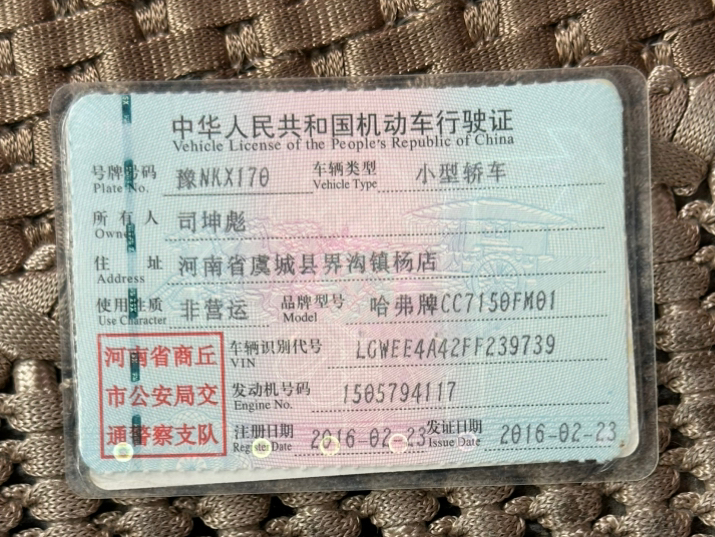 中华人民共和国机动车行驶证
Vehicle License of the People's Republic of China
号牌号码 豫NKX170 车辆类型 小型轿车
Plate No. Vehicle Type
所有人 司坤彪
Owner
住址 河南省虞城县界沟镇杨店
Address
使用性质 非营运 品牌型号 哈弗牌CC7150FM01
Use Character Model
河南省商丘 车辆识别代号 LGWEE4A42FF239739
VIN
市公安局交 发动机号码 1505794117
Engine No.
通警察支队 注册日期 2016-02-23 发证日期 2016-02-23
Register Date Issue Date